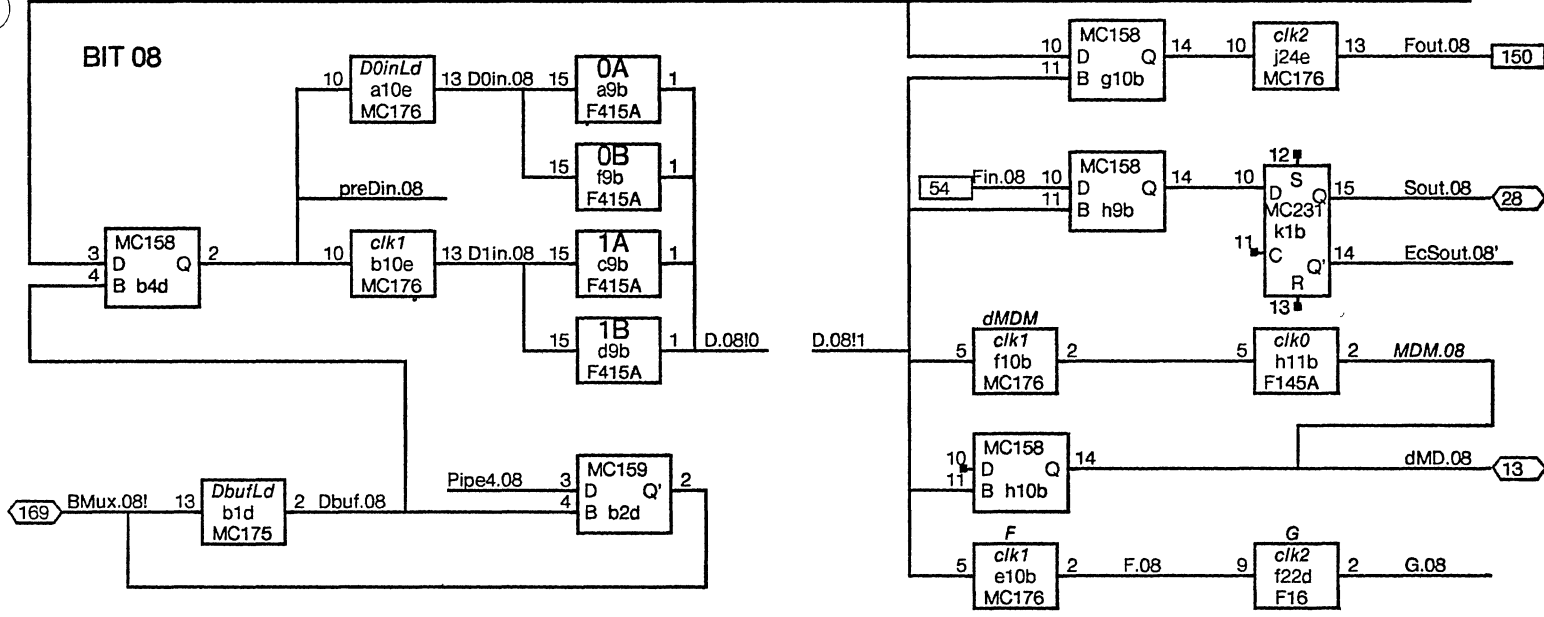 BIT 08
MC158
10 D Q 14
11 B g10b
10 clk2 13 Fout.08 150
j24e
MC176
10 D0inLd 13 D0in.08
a10e
MC176
15 0A 1
a9b
F415A
15 0B 1
f9b
F415A
preDin.08
54 Fin.08
MC158
10 D Q 14
11 B h9b
12
10 D S Q 15 Sout.08 28
MC231
k1b
11 C Q' 14 EcSout.08'
R
13
MC158
3 D Q 2
4 B b4d
10 clk1 13 D1in.08
b10e
MC176
15 1A 1
c9b
F415A
15 1B 1 D.08!0
d9b
F415A
D.08!1
dMDM
5 clk1 2
f10b
MC176
5 clk0 2 MDM.08
h11b
F145A
MC158
10 D Q 14 dMD.08 13
11 B h10b
169 BMux.08! 13 DbufLd 2 Dbuf.08
b1d
MC175
Pipe4.08
MC159
3 D Q' 2
4 B b2d
F
5 clk1 2 F.08
e10b
MC176
G
9 clk2 2 G.08
f22d
F16